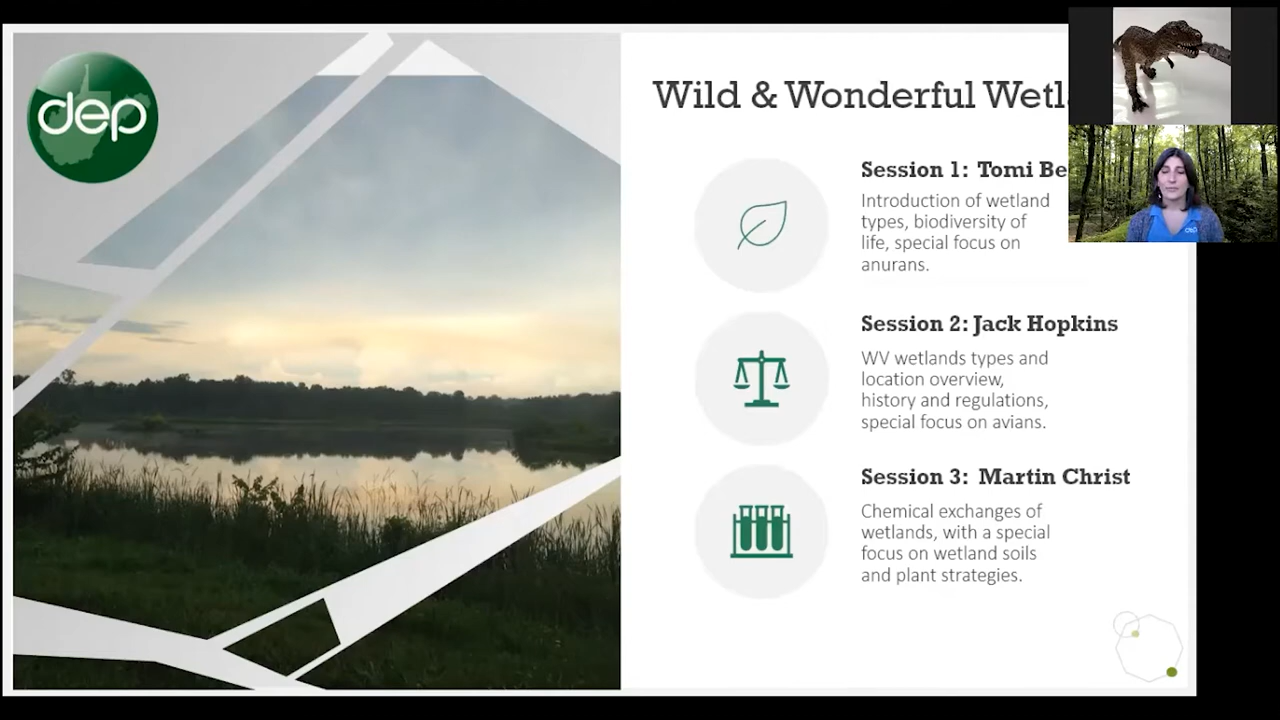 dep
Wild & Wonderful
Session 1: Tomi
Introduction of wetland
types, biodiversity of
life, special focus on
anurans.
Session 2: Jack Hopkins
WV wetlands types and
location overview,
history and regulations,
special focus on avians.
Session 3: Martin Christ
Chemical exchanges of
wetlands, with a special
focus on wetland soils
and plant strategies.